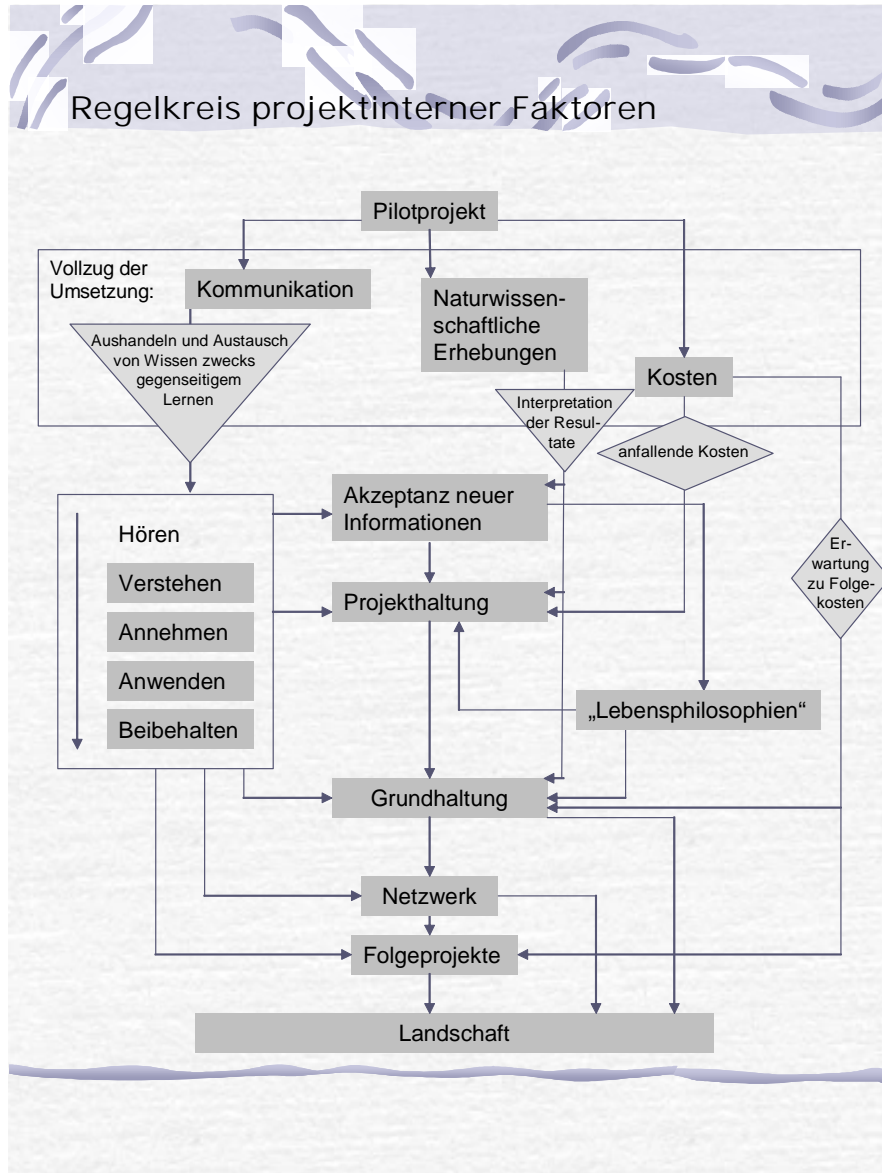 Regelkreis projektinterner Faktoren
Pilotprojekt
Vollzug der
Umsetzung:
Kommunikation
Naturwissen-
schaftliche
Erhebungen
Aushandeln und Austausch
von Wissen zwecks
gegenseitigem
Lernen
Kosten
Interpretation
der Resul-
tate
anfallende Kosten
Akzeptanz neuer
Informationen
Hören
Verstehen
Annehmen
Anwenden
Beibehalten
Projekthaltung
Er-
wartung
zu Folge-
kosten
„Lebensphilosophien“
Grundhaltung
Netzwerk
Folgeprojekte
Landschaft